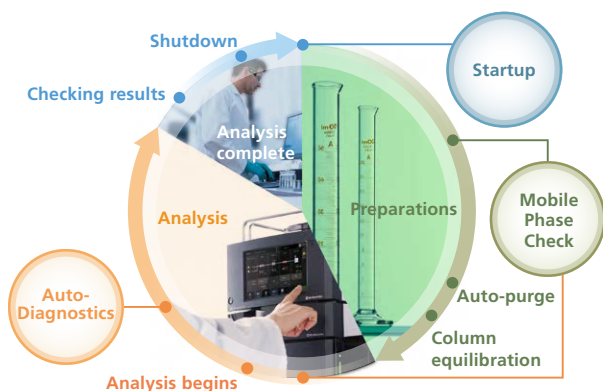 Shutdown
Startup
Checking results
Analysis
complete
Mobile
Phase
Check
Preparations
Analysis
Auto-
Diagnostics
Auto-purge
Column
equilibration
Analysis begins